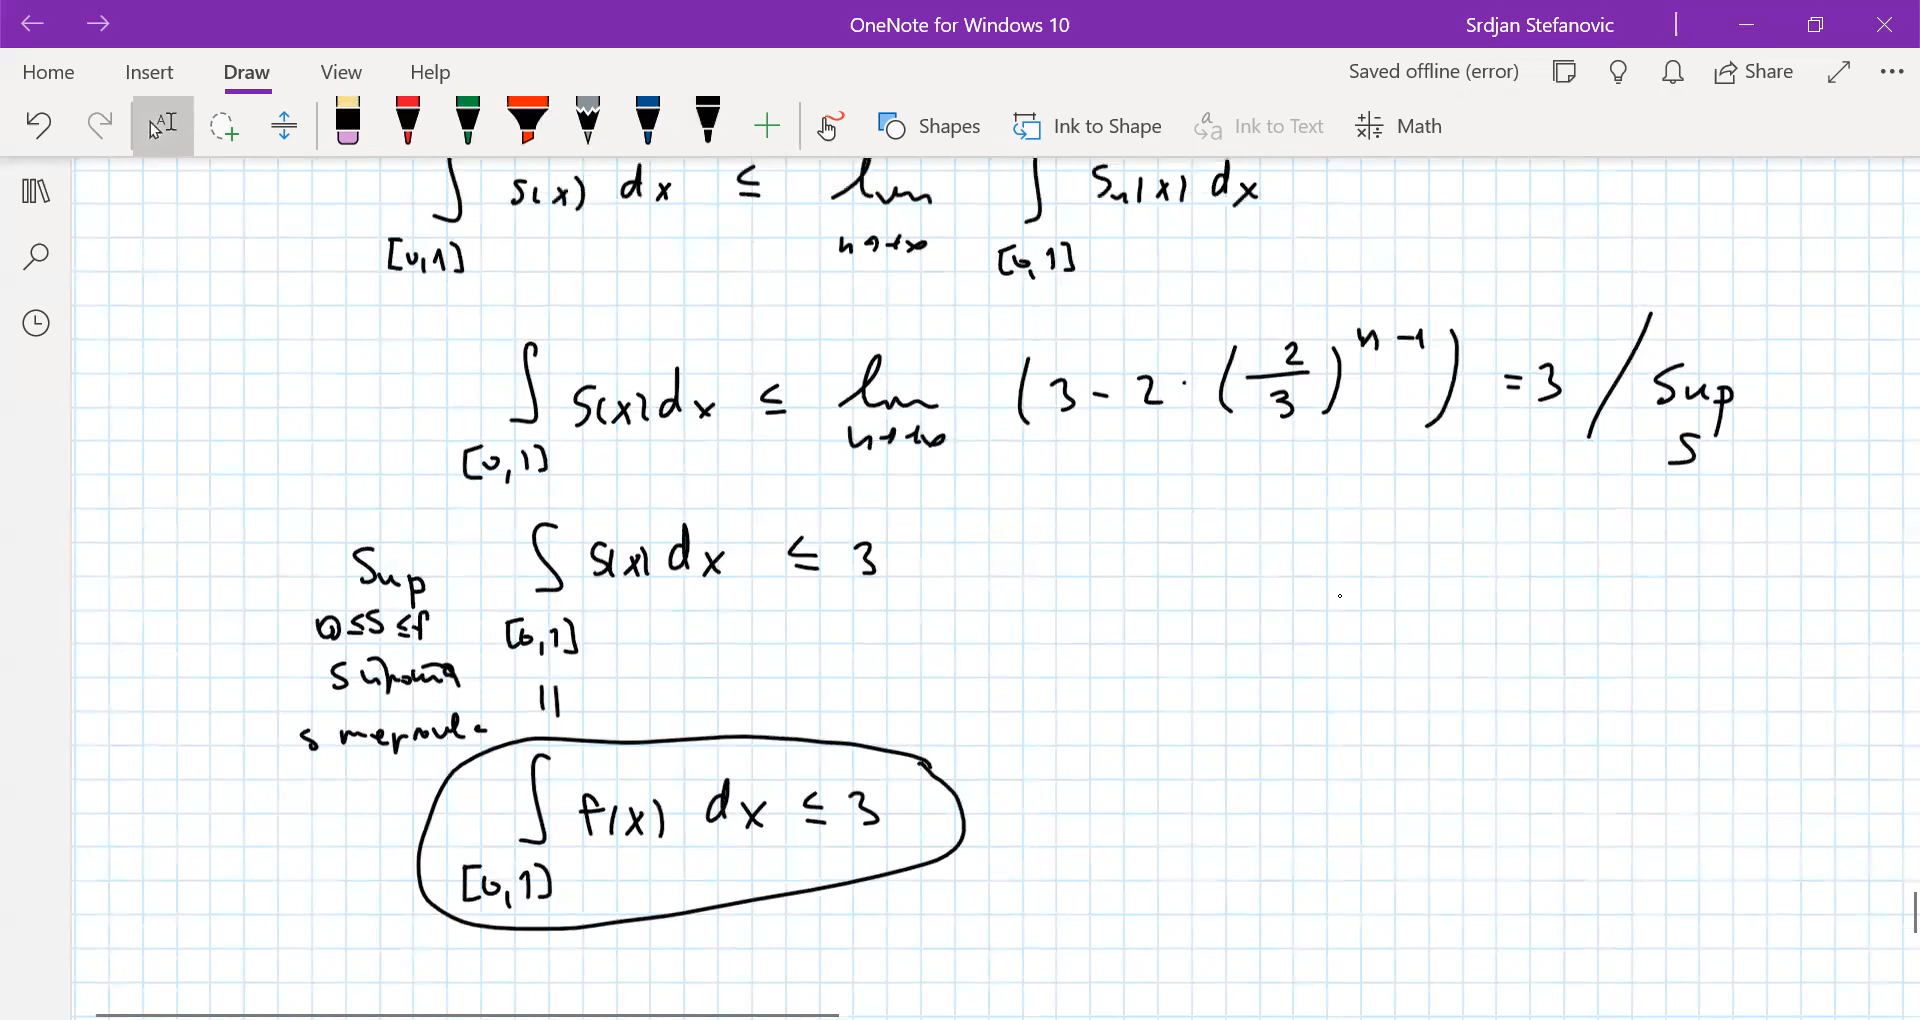 OneNote for Windows 10
Srdjan Stefanovic
Home Insert Draw View Help
Saved offline (error) Share
Shapes Ink to Shape Ink to Text Math
∫ s(x) dx ≤ lim ∫ Sn(x) dx
[0,1] n→+∞ [0,1]
∫ s(x)dx ≤ lim (3 - 2 · (2/3)^(n-1)) = 3 / sup
[0,1] n→+∞ s
Sup ∫ s(x)dx ≤ 3
0≤s≤f [0,1]
s
s =
∫ f(x) dx ≤ 3
[0,1]